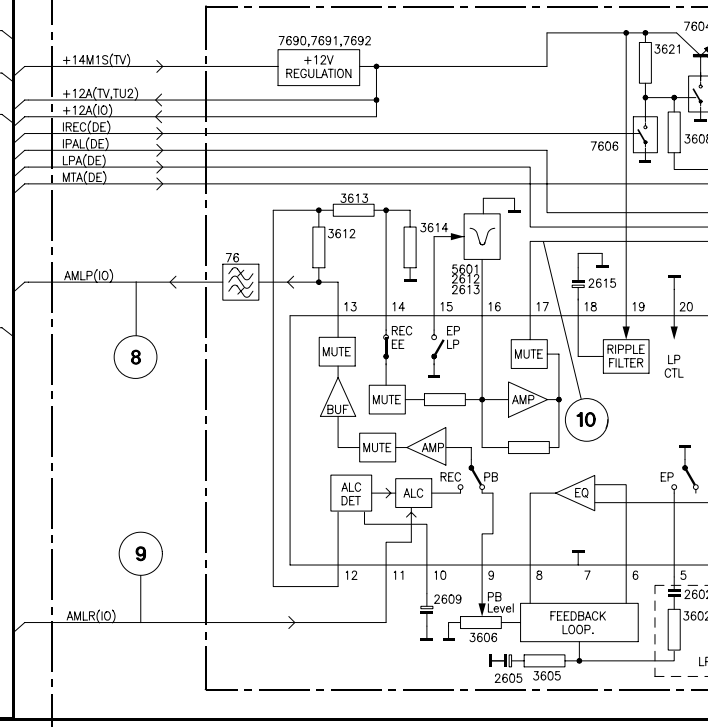 7690,7691,7692
7604
+14M1S(TV)
+12V
REGULATION
3621
+12A(TV,TU2)
+12A(IO)
IREC(DE)
IPAL(DE)
LPA(DE)
MTA(DE)
7606
3608
3613
3612
3614
76
AMLP(IO)
5601
2612
2613
2615
13
14
15
16
17
18
19
20
8
REC
EE
EP
LP
MUTE
MUTE
RIPPLE
FILTER
LP
CTL
BUF
MUTE
AMP
10
MUTE
AMP
REC
PB
EP
ALC
DET
ALC
EQ
9
12
11
10
9
8
7
6
5
2609
PB
Level
2602
AMLR(IO)
3606
FEEDBACK
LOOP.
3602
2605
3605